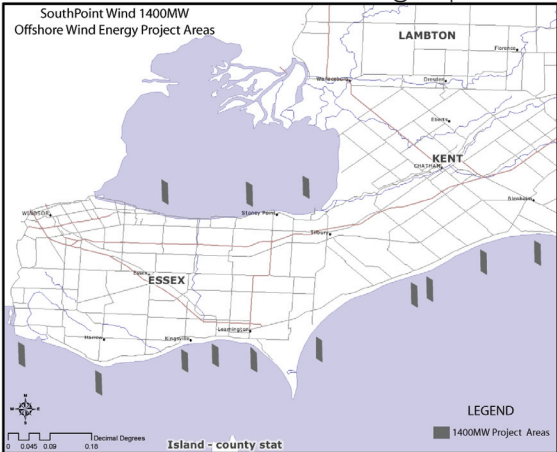 SouthPoint Wind 1400MW
Offshore Wind Energy Project Areas
LAMBTON
Florence
Wallaceburg
Dresden
Eberts
KENT
CHATHAM
Blenheim
WINDSOR
Stoney Point
Tilbury
Essex
ESSEX
Leamington
Harrow
Kingsville
W E
S
LEGEND
1400MW Project Areas
0 0.045 0.09 0.18 Decimal Degrees
Island - county stat